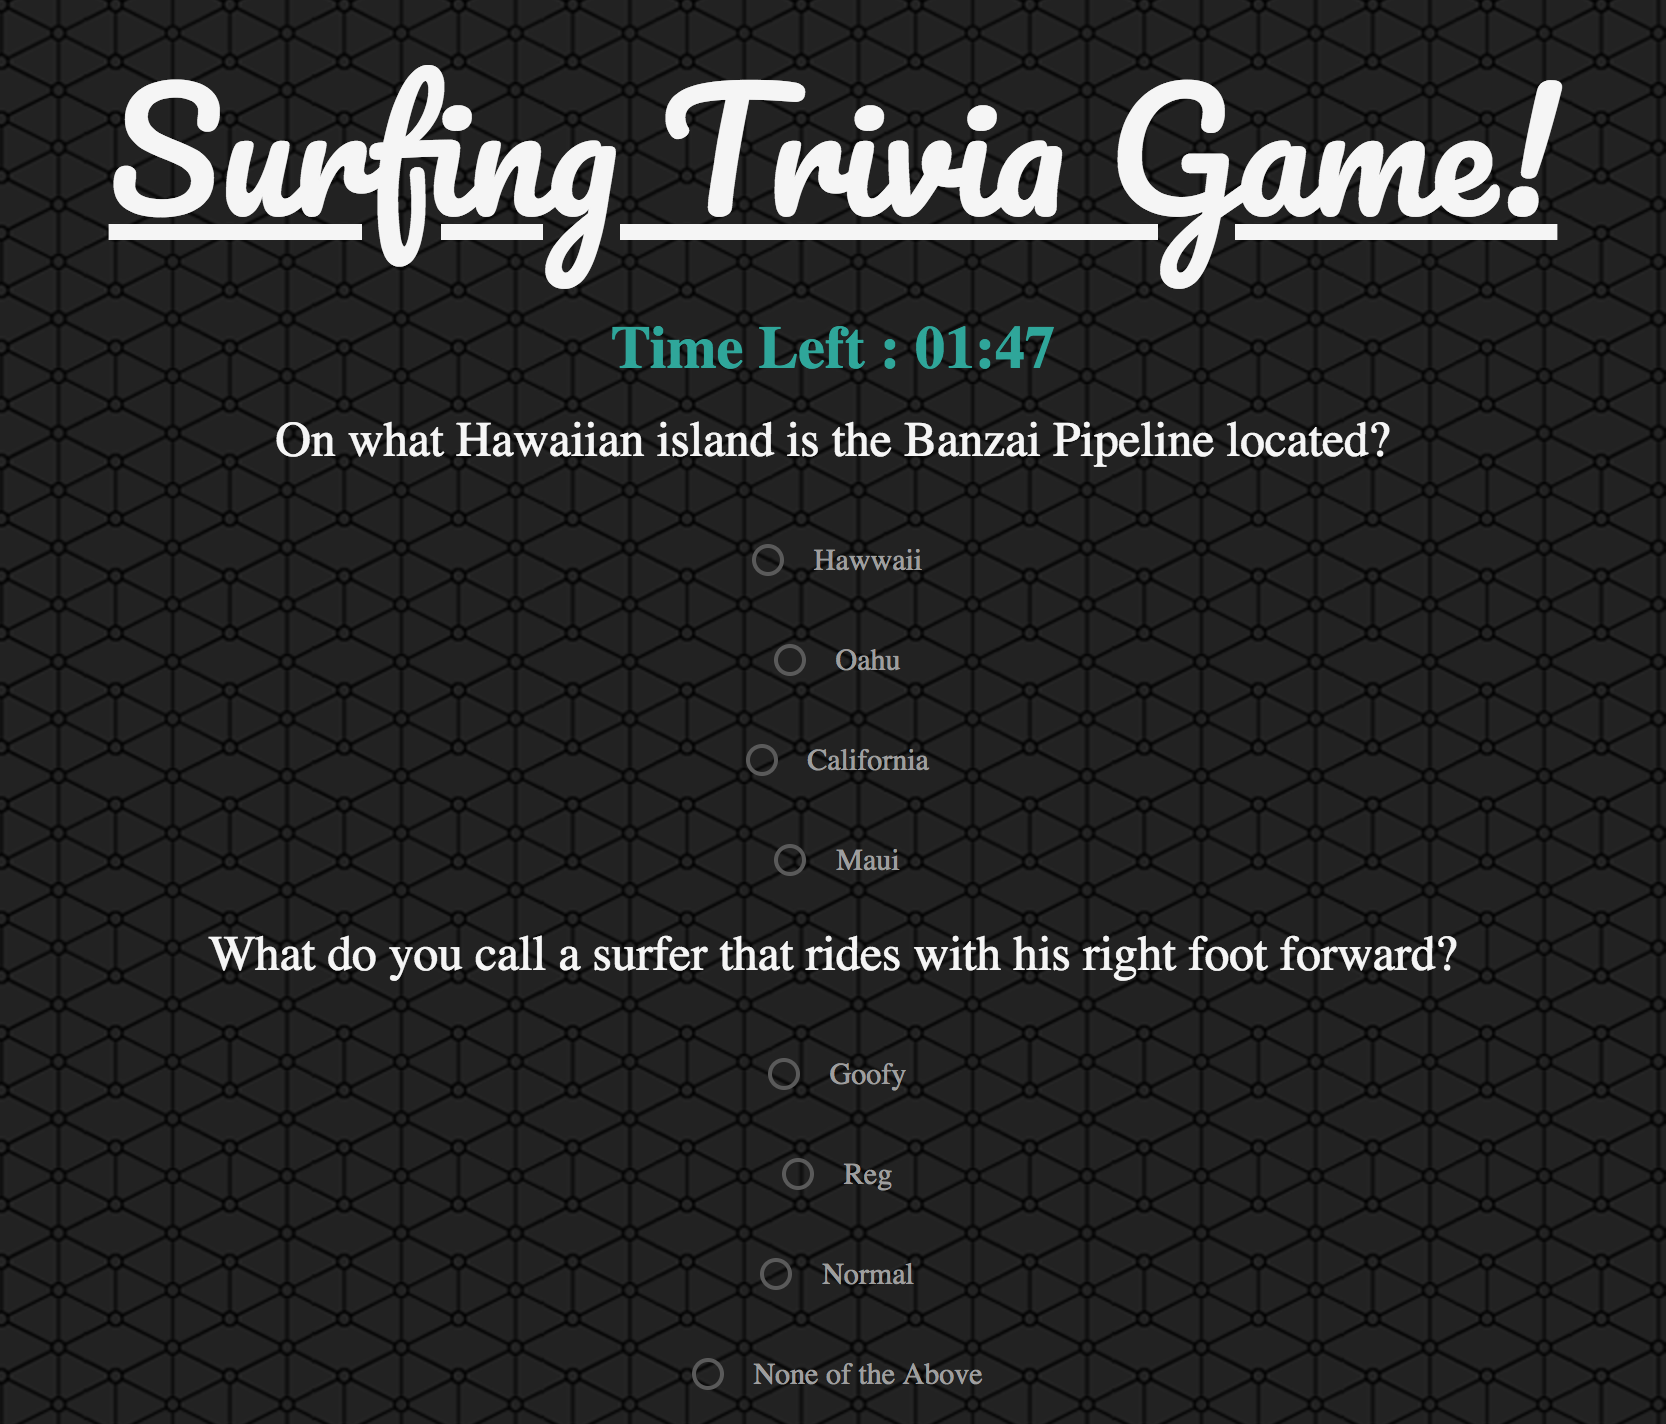 Surfing Trivia Game!
Time Left : 01:47
On what Hawaiian island is the Banzai Pipeline located?
Hawwaii
Oahu
California
Maui
What do you call a surfer that rides with his right foot forward?
Goofy
Reg
Normal
None of the Above